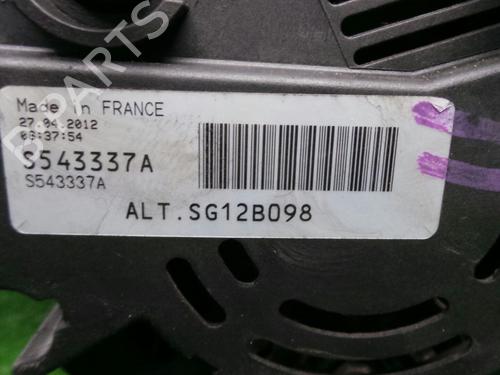 Made in FRANCE
27.04.2012
08:37:54
S543337A
S543337A
ALT.SG12B098
B-PARTS